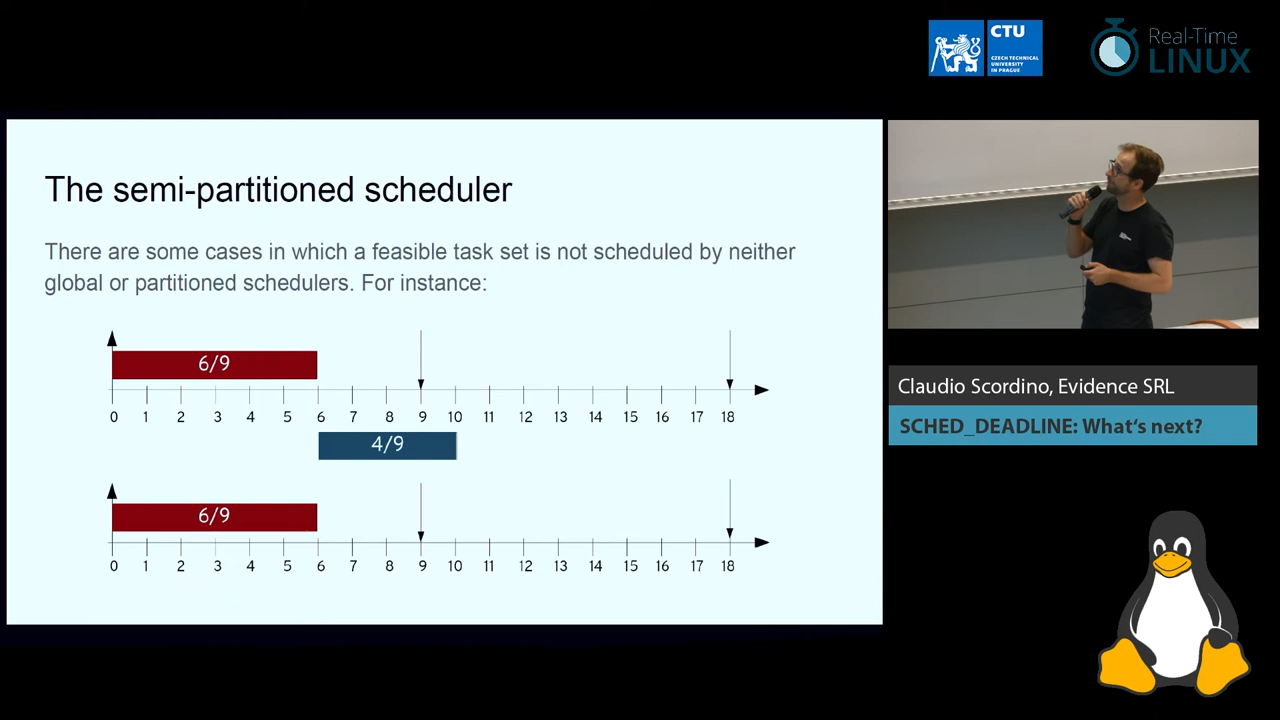 CTU
CZECH TECHNICAL
UNIVERSITY
IN PRAGUE
Real-Time
LINUX
The semi-partitioned scheduler
There are some cases in which a feasible task set is not scheduled by neither
global or partitioned schedulers. For instance:
6/9
0 1 2 3 4 5 6 7 8 9 10 11 12 13 14 15 16 17 18
4/9
6/9
0 1 2 3 4 5 6 7 8 9 10 11 12 13 14 15 16 17 18
Claudio Scordino, Evidence SRL
SCHED_DEADLINE: What's next?